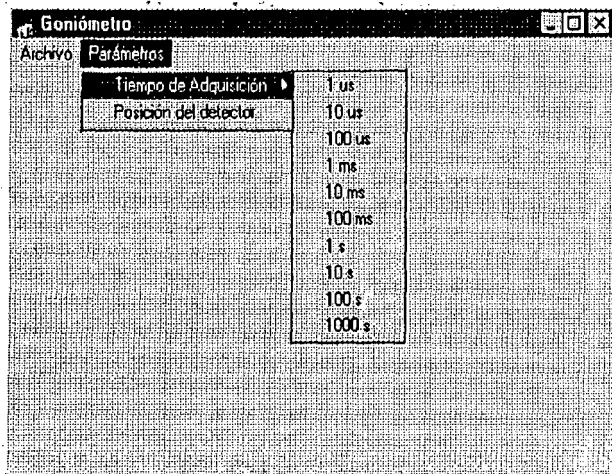 Goniómetro
Archivo Parámetros
Tiempo de Adquisición
Posición del detector
1 us
10 us
100 us
1 ms
10 ms
100 ms
1 s
10 s
100 s
1000 s